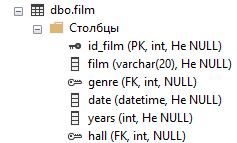 dbo.film
Столбцы
id_film (PK, int, Не NULL)
film (varchar(20), Не NULL)
genre (FK, int, NULL)
date (datetime, Не NULL)
years (int, Не NULL)
hall (FK, int, NULL)